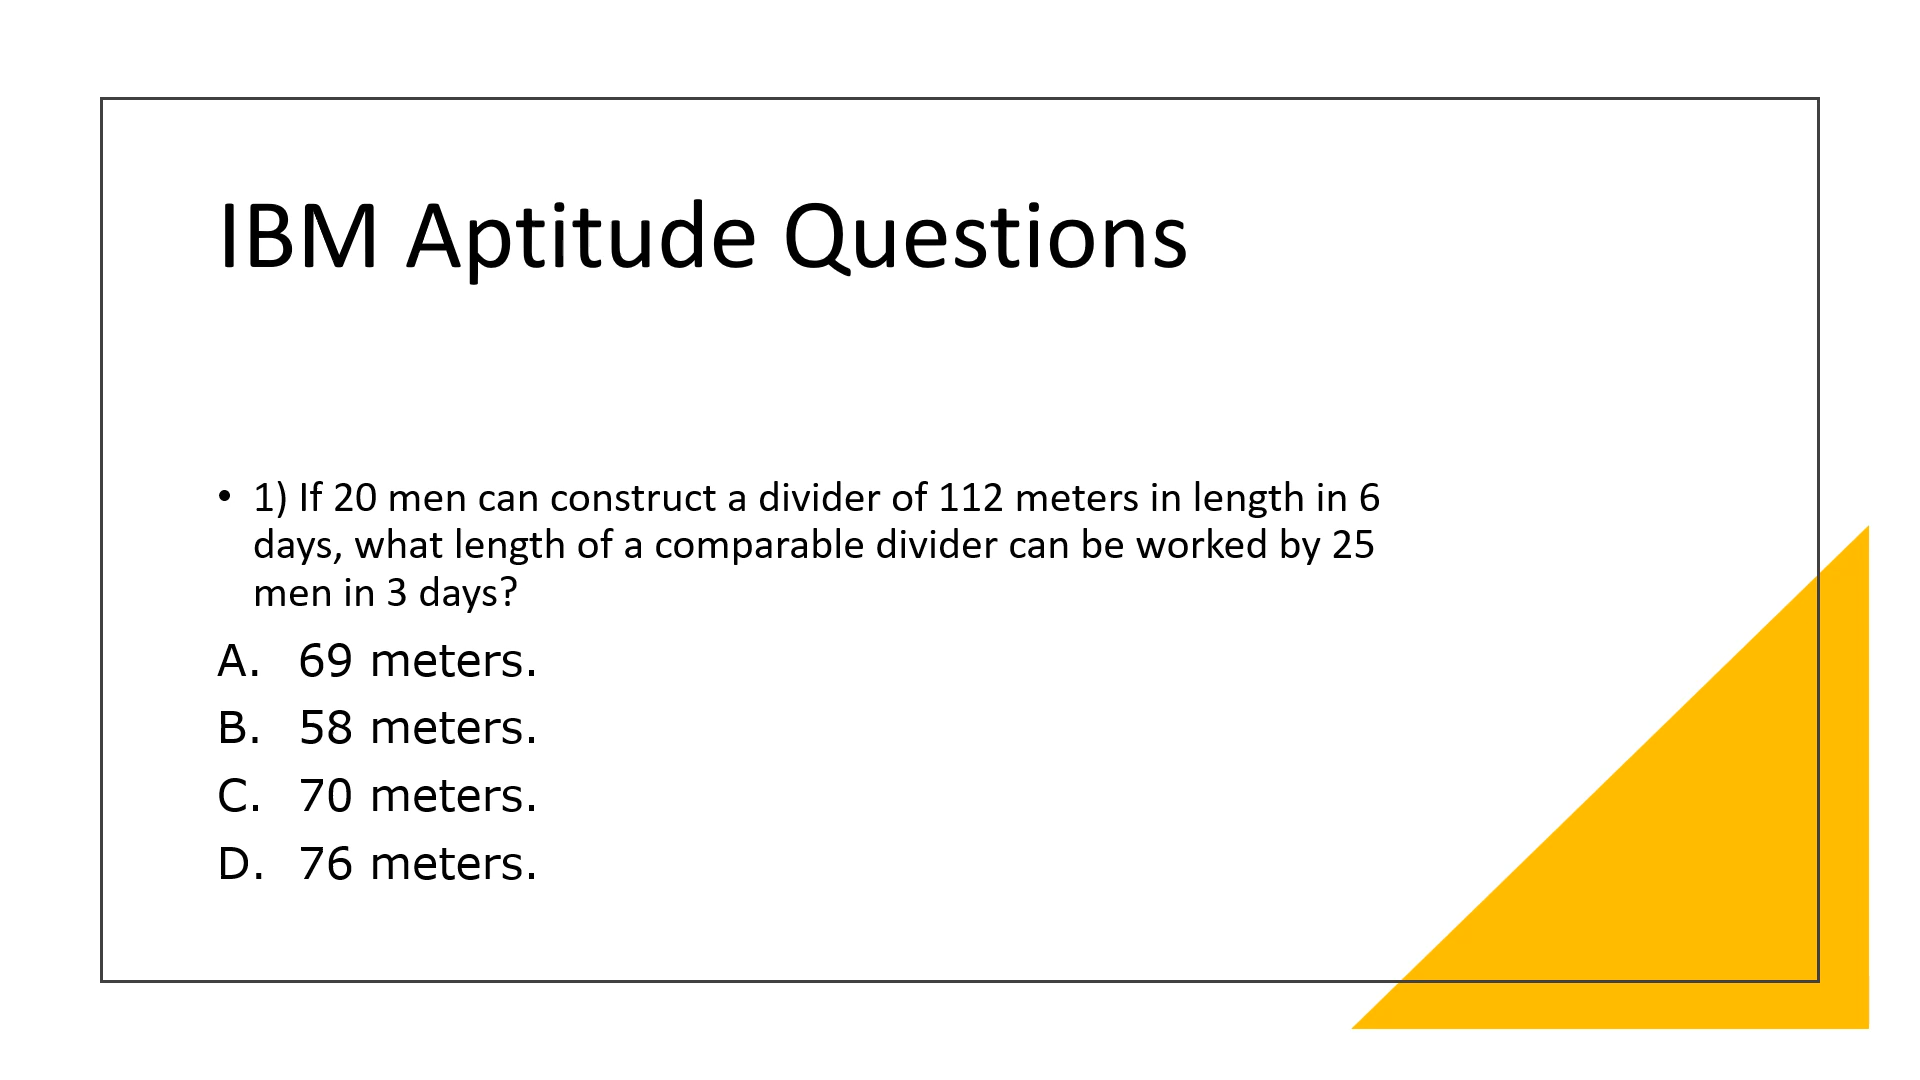 IBM Aptitude Questions
• 1) If 20 men can construct a divider of 112 meters in length in 6
days, what length of a comparable divider can be worked by 25
men in 3 days?
A. 69 meters.
B. 58 meters.
C. 70 meters.
D. 76 meters.